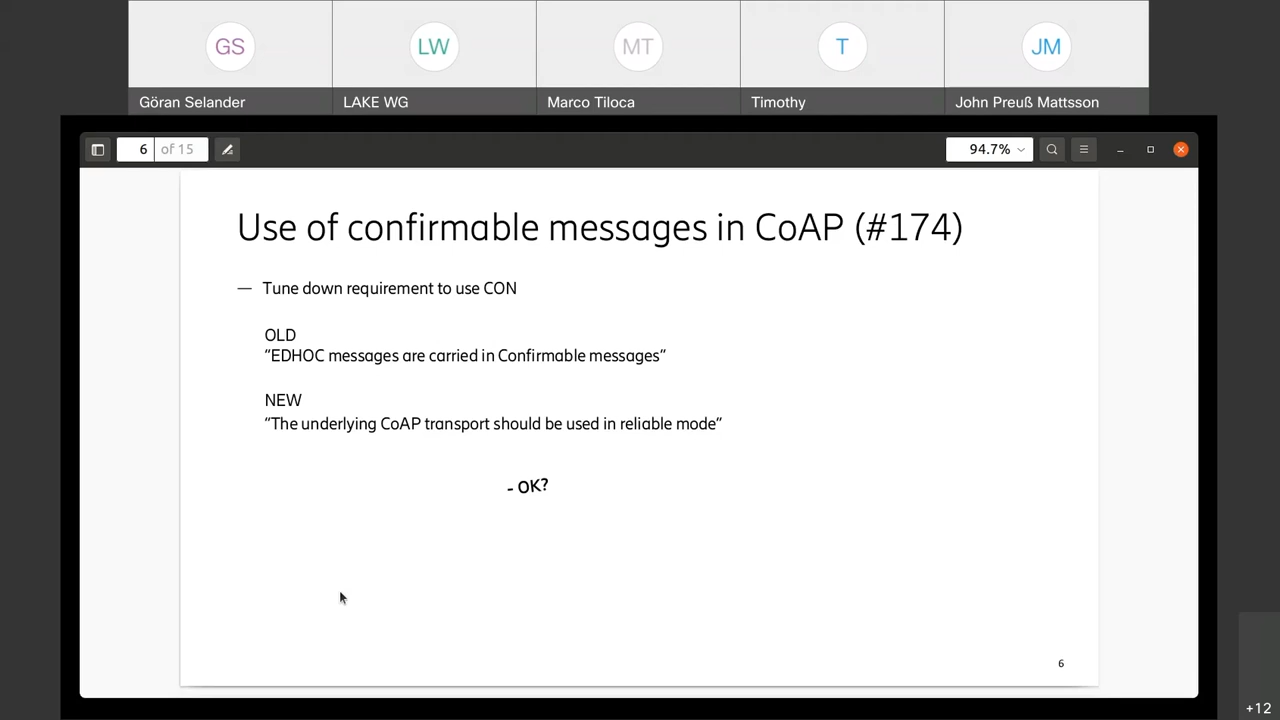 GS
LW
MT
T
JM
Göran Selander
LAKE WG
Marco Tiloca
Timothy
John Preuß Mattsson
6 of 15
94.7%
Use of confirmable messages in CoAP (#174)
— Tune down requirement to use CON
OLD
“EDHOC messages are carried in Confirmable messages”
NEW
“The underlying CoAP transport should be used in reliable mode”
- OK?
6
+12